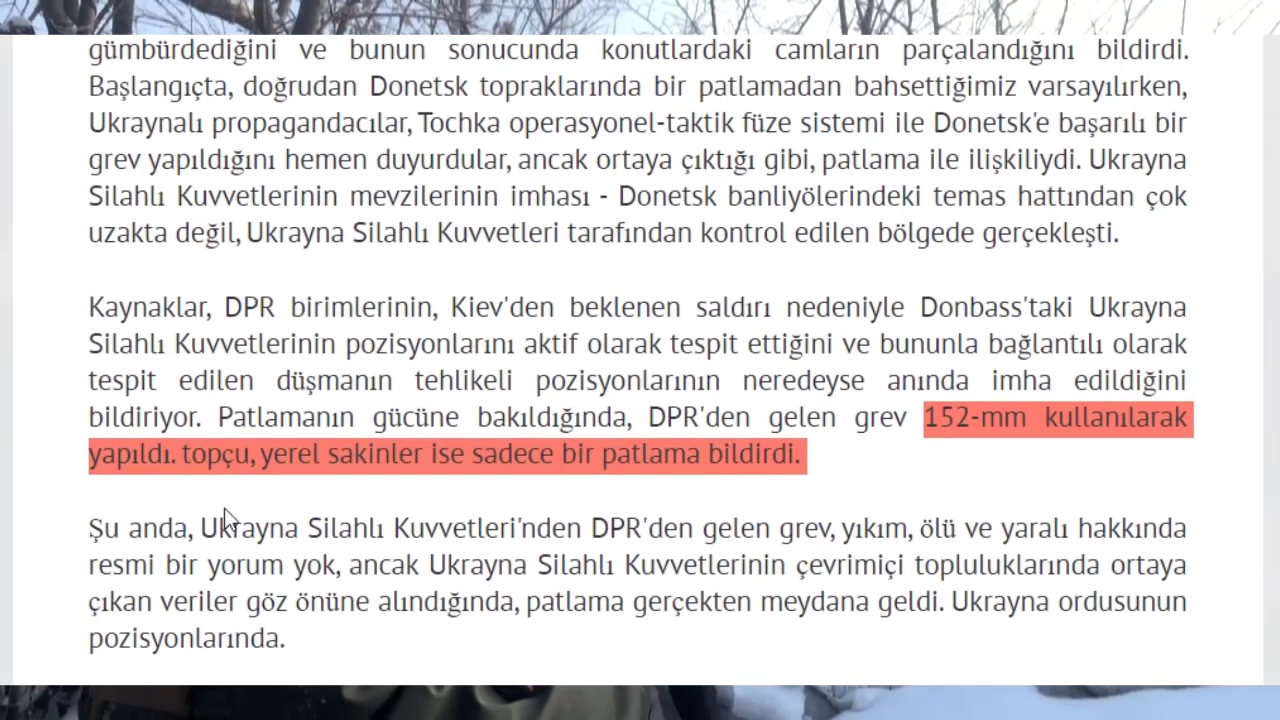 gümbürdediğini ve bunun sonucunda konutlardaki camların parçalandığını bildirdi.
Başlangıçta, doğrudan Donetsk topraklarında bir patlamadan bahsettiğimiz varsayılırken,
Ukraynalı propagandacılar, Tochka operasyonel-taktik füze sistemi ile Donetsk'e başarılı bir
grev yapıldığını hemen duyurdular, ancak ortaya çıktığı gibi, patlama ile ilişkiliydi. Ukrayna
Silahlı Kuvvetlerinin mevzilerinin imhası - Donetsk banliyölerindeki temas hattından çok
uzakta değil, Ukrayna Silahlı Kuvvetleri tarafından kontrol edilen bölgede gerçekleşti.
Kaynaklar, DPR birimlerinin, Kiev'den beklenen saldırı nedeniyle Donbass'taki Ukrayna
Silahlı Kuvvetlerinin pozisyonlarını aktif olarak tespit ettiğini ve bununla bağlantılı olarak
tespit edilen düşmanın tehlikeli pozisyonlarının neredeyse anında imha edildiğini
bildiriyor. Patlamanın gücüne bakıldığında, DPR'den gelen grev 152-mm kullanılarak
yapıldı. topçu, yerel sakinler ise sadece bir patlama bildirdi.
Şu anda, Ukrayna Silahlı Kuvvetleri'nden DPR'den gelen grev, yıkım, ölü ve yaralı hakkında
resmi bir yorum yok, ancak Ukrayna Silahlı Kuvvetlerinin çevrimiçi topluluklarında ortaya
çıkan veriler göz önüne alındığında, patlama gerçekten meydana geldi. Ukrayna ordusunun
pozisyonlarında.